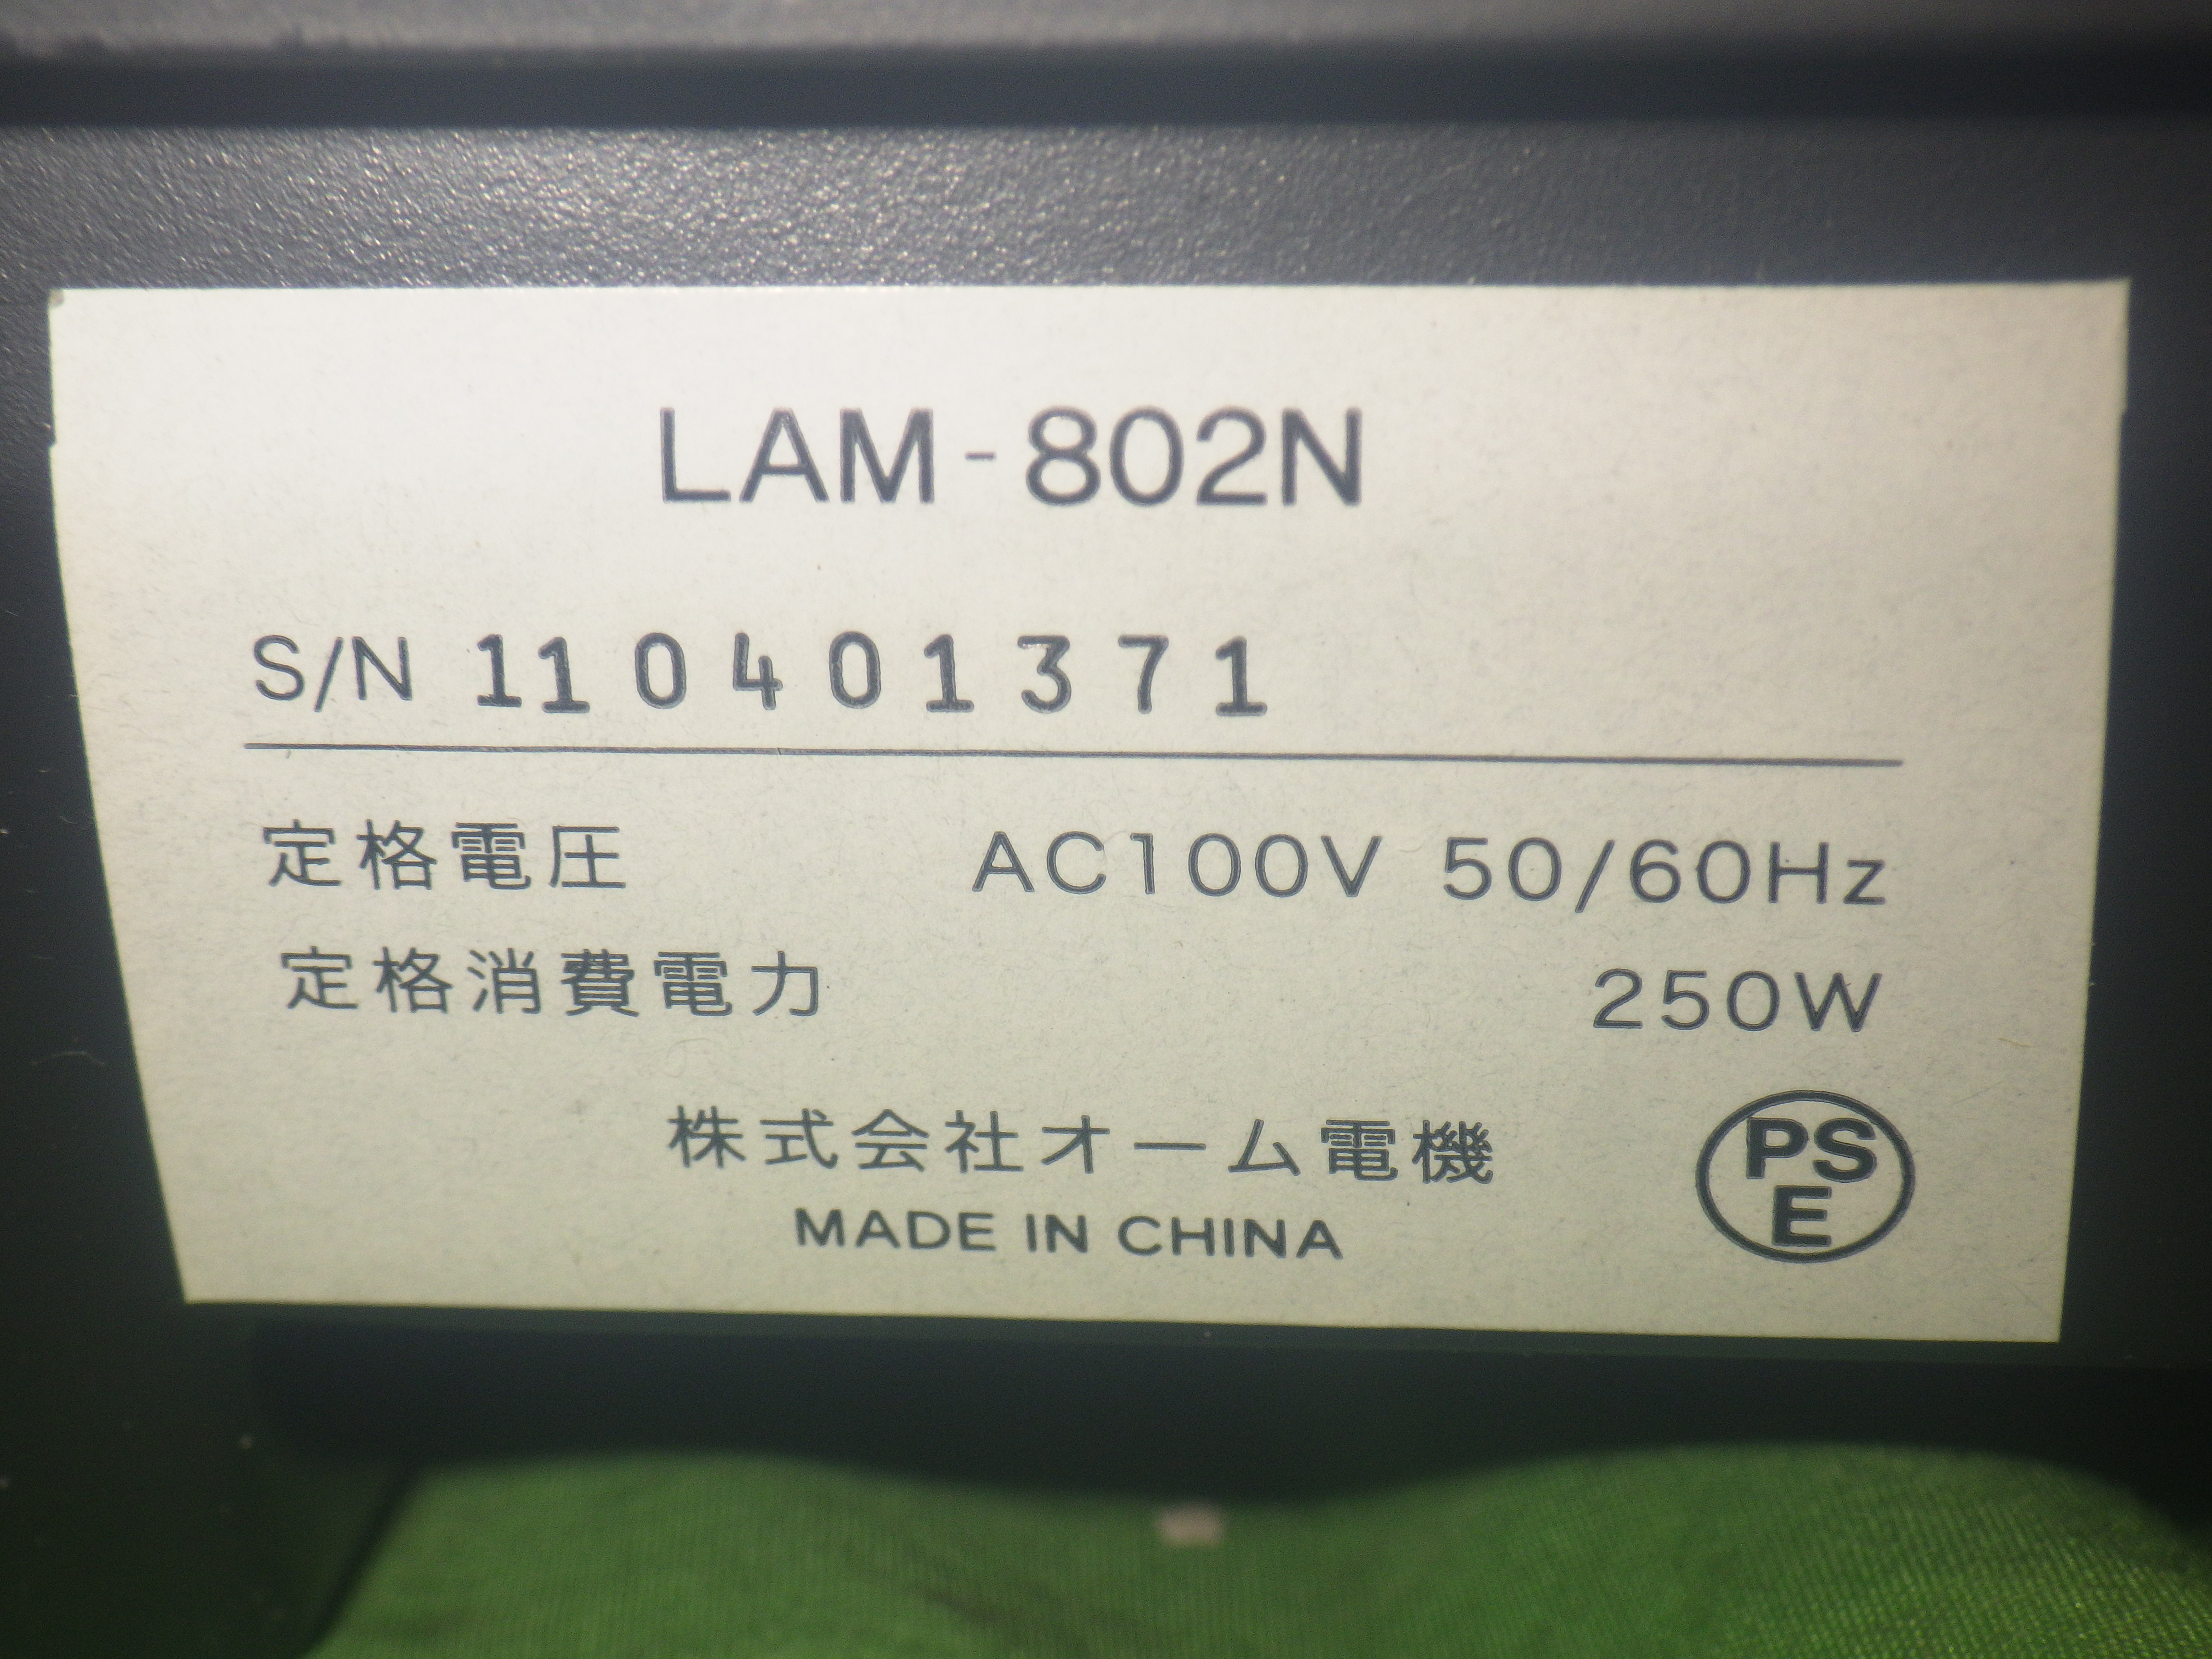 LAM-802N
S/N 110401371
定格電圧 AC100V 50/60Hz
定格消費電力 250W
株式会社オーム電機
MADE IN CHINA
PS
E